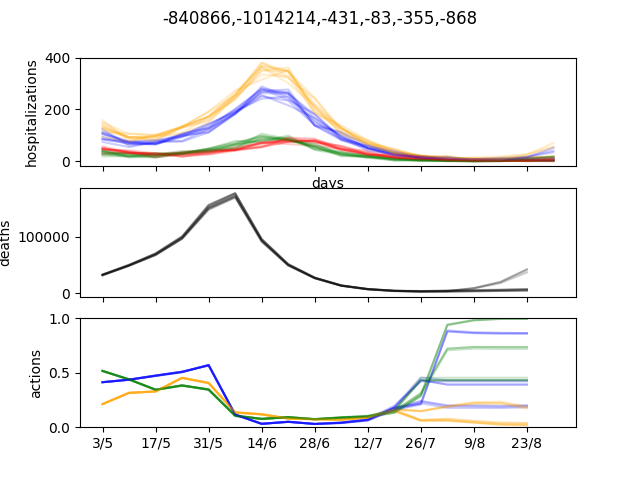 -840866,-1014214,-431,-83,-355,-868
hospitalizations
400
200
0
days
deaths
100000
0
actions
1.0
0.5
0.0
3/5 17/5 31/5 14/6 28/6 12/7 26/7 9/8 23/8